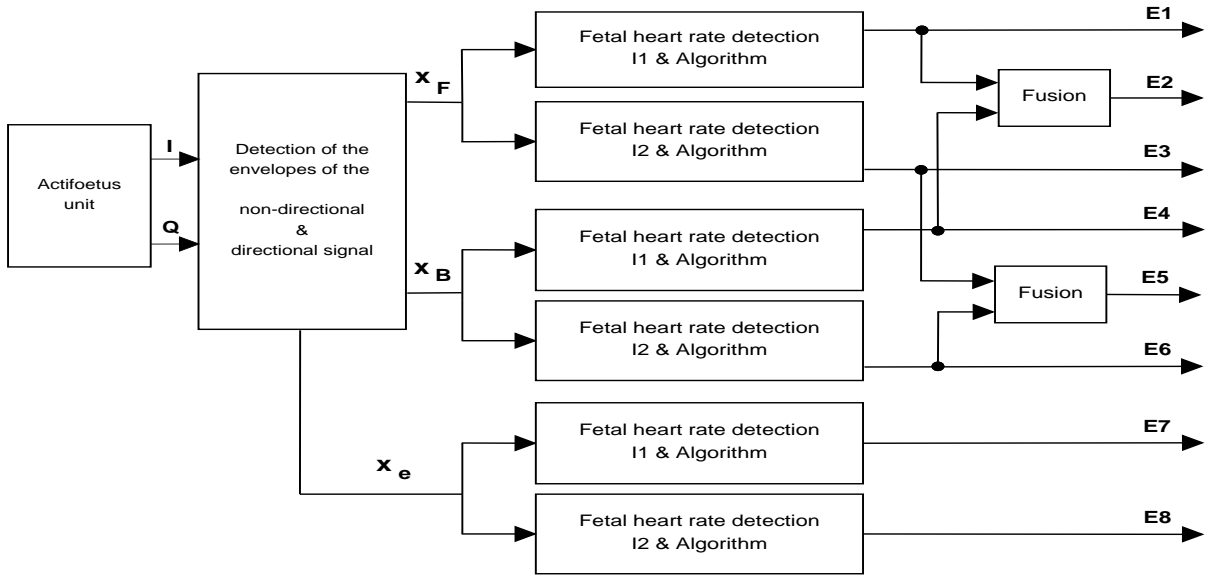 Actifoetus
unit
I
Q
Detection of the
envelopes of the
non-directional
&
directional signal
x F
x B
x e
Fetal heart rate detection
I1 & Algorithm
Fetal heart rate detection
I2 & Algorithm
Fetal heart rate detection
I1 & Algorithm
Fetal heart rate detection
I2 & Algorithm
Fetal heart rate detection
I1 & Algorithm
Fetal heart rate detection
I2 & Algorithm
Fusion
Fusion
E1
E2
E3
E4
E5
E6
E7
E8